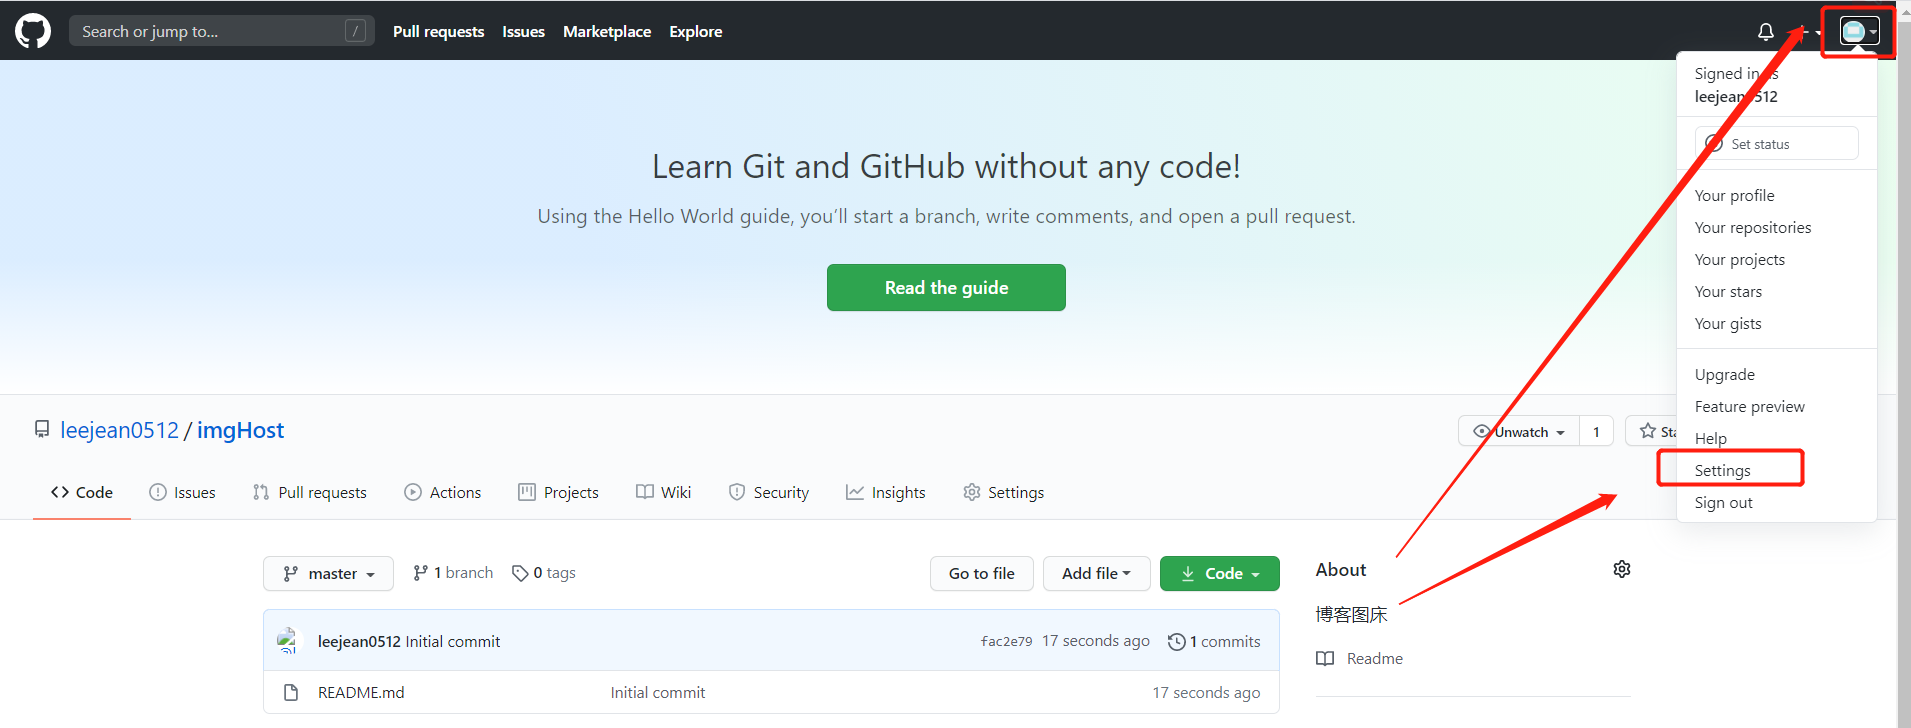 Search or jump to... /
Pull requests Issues Marketplace Explore
Signed in as
leejean0512
Set status
Your profile
Your repositories
Your projects
Your stars
Your gists
Upgrade
Feature preview
Help
Settings
Sign out
Learn Git and GitHub without any code!
Using the Hello World guide, you’ll start a branch, write comments, and open a pull request.
Read the guide
leejean0512 / imgHost
Unwatch 1 Sta
Code Issues Pull requests Actions Projects Wiki Security Insights Settings
master 1 branch 0 tags
Go to file Add file Code
leejean0512 Initial commit fac2e79 17 seconds ago 1 commits
README.md Initial commit 17 seconds ago
About
博客图床
Readme